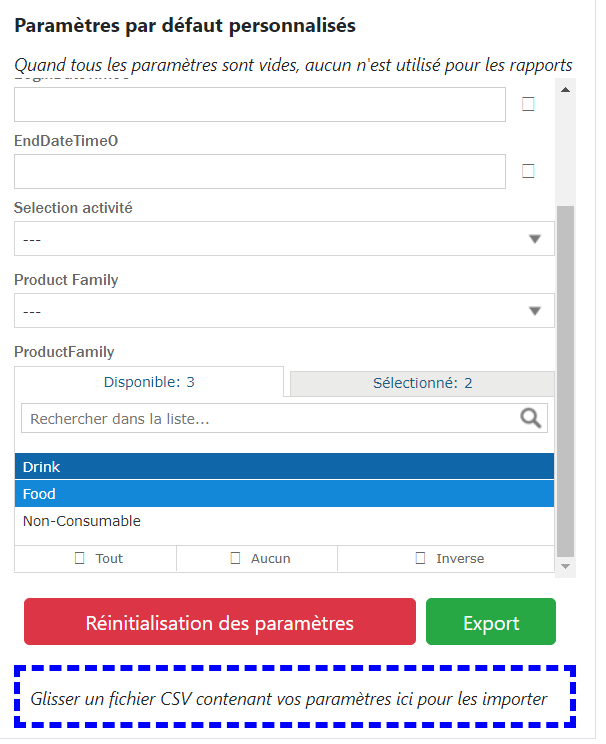 Paramètres par défaut personnalisés
Quand tous les paramètres sont vides, aucun n'est utilisé pour les rapports
EndDateTimeO
Selection activité
---
Product Family
---
ProductFamily
Disponible: 3 Sélectionné: 2
Rechercher dans la liste...
Drink
Food
Non-Consumable
Tout Aucun Inverse
Réinitialisation des paramètres Export
Glisser un fichier CSV contenant vos paramètres ici pour les importer